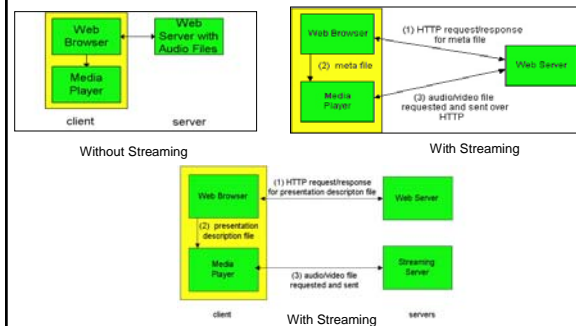 Web
Browser
Web
Server with
Audio Files
Media
Player
client
server
Without Streaming
Web Browser
(1) HTTP request/response
for meta file
(2) meta file
Web Server
Media
Player
(3) audio/video file
requested and sent over
HTTP
With Streaming
Web Browser
(1) HTTP request/response
for presentation descripton file
Web Server
(2) presentation
description file
Media
Player
(3) audio/video file
requested and sent
Streaming
Server
client
With Streaming
servers